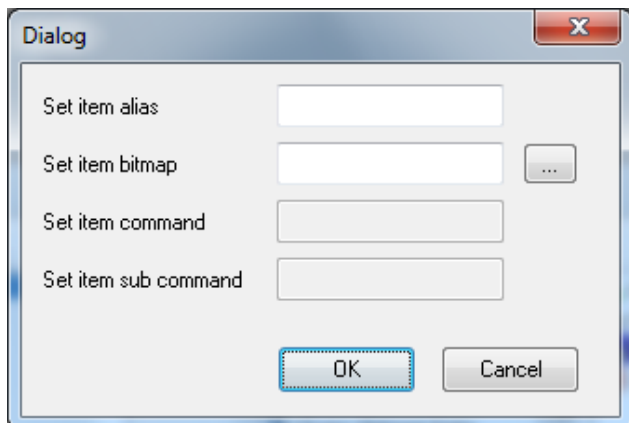 Dialog
Set item alias
Set item bitmap
...
Set item command
Set item sub command
OK
Cancel